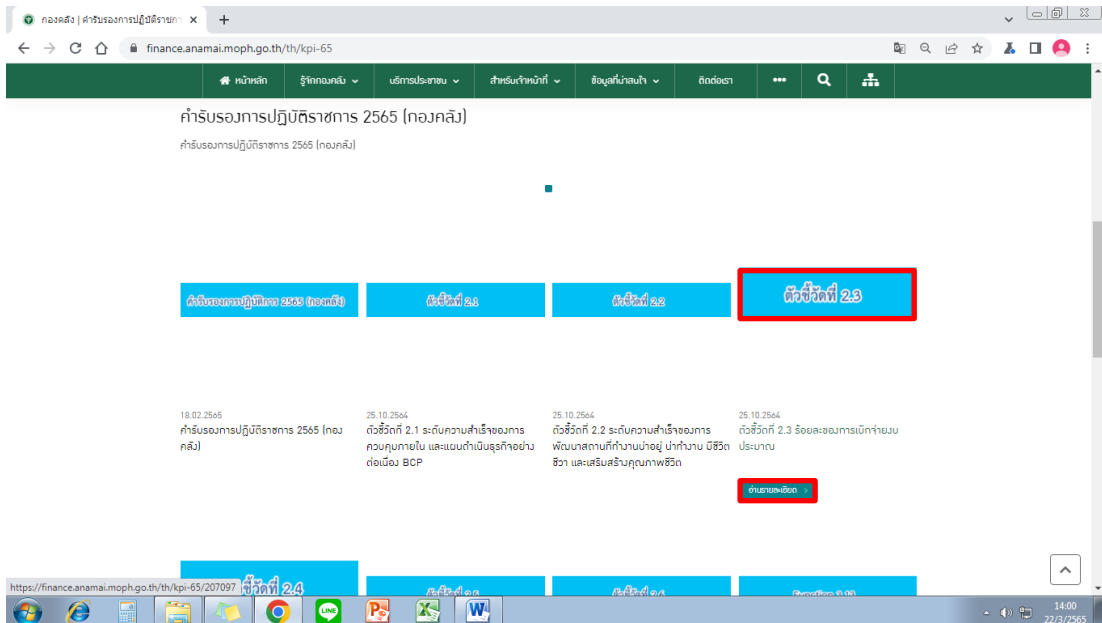 กองคลัง | คำรับรองการปฏิบัติราชกา
finance.anamai.moph.go.th/th/kpi-65
หน้าหลัก รู้จักกองคลัง บริการประชาชน สำหรับเจ้าหน้าที่ ข้อมูลที่น่าสนใจ ติดต่อเรา
คำรับรองการปฏิบัติราชการ 2565 (กองคลัง)
คำรับรองการปฏิบัติราชการ 2565 (กองคลัง)
คำรับรองการปฏิบัติการ 2565 (กองคลัง)
ตัวชี้วัดที่ 2.1
ตัวชี้วัดที่ 2.2
ตัวชี้วัดที่ 2.3
18.02.2565
คำรับรองการปฏิบัติราชการ 2565 (กอง
คลัง)
25.10.2564
ตัวชี้วัดที่ 2.1 ระดับความสำเร็จของการ
ควบคุมภายใน และแผนดำเนินธุรกิจอย่าง
ต่อเนื่อง BCP
25.10.2564
ตัวชี้วัดที่ 2.2 ระดับความสำเร็จของการ
พัฒนาสถานที่ทำงานน่าอยู่ น่าทำงาน มีชีวิต
ชีวา และเสริมสร้างคุณภาพชีวิต
25.10.2564
ตัวชี้วัดที่ 2.3 ร้อยละของการเบิกจ่ายงบ
ประมาณ
อ่านรายละเอียด
ชี้วัดที่ 2.4
https://finance.anamai.moph.go.th/th/kpi-65/207097
LINE
14:00
22/3/2565